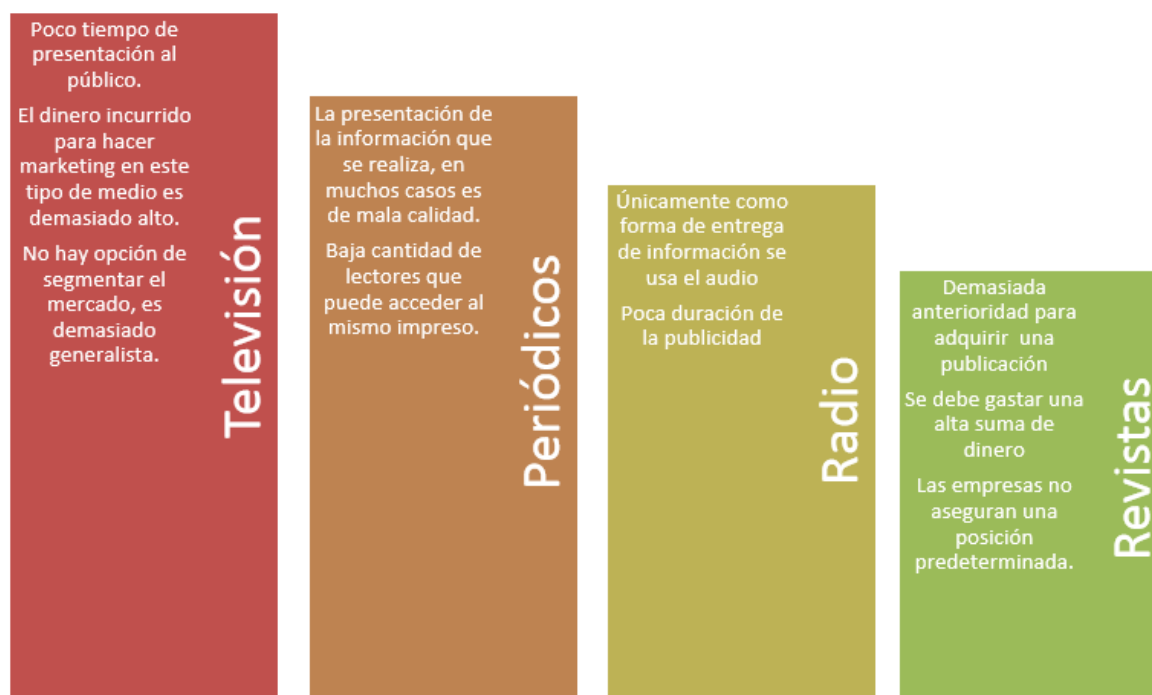 Poco tiempo de
presentación al
público.
El dinero incurrido
para hacer
marketing en este
tipo de medio es
demasiado alto.
No hay opción de
segmentar el
mercado, es
demasiado
generalista.
Televisión
La presentación de
la información que
se realiza, en
muchos casos es
de mala calidad.
Baja cantidad de
lectores que
puede acceder al
mismo impreso.
Periódicos
Únicamente como
forma de entrega
de información se
usa el audio
Poca duración de
la publicidad
Radio
Demasiada
anterioridad para
adquirir una
publicación
Se debe gastar una
alta suma de
dinero
Las empresas no
aseguran una
posición
predeterminada.
Revistas